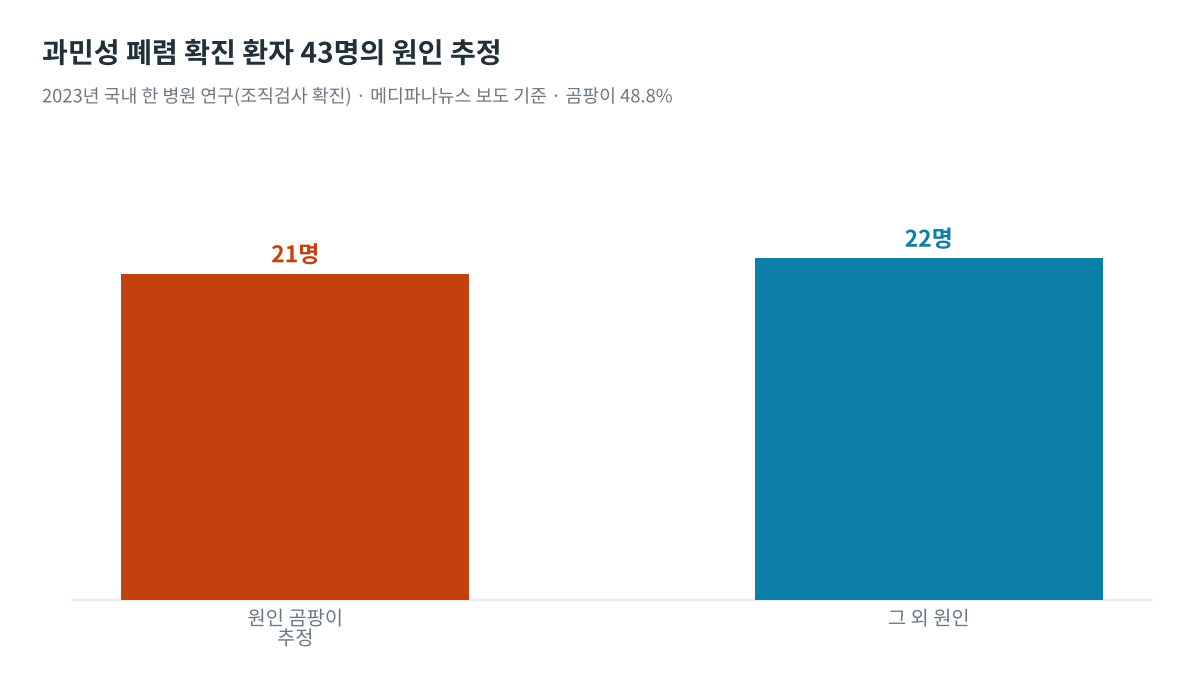 과민성 폐렴 확진 환자 43명의 원인 추정
2023년 국내 한 병원 연구(조직검사 확진) · 메디파나뉴스 보도 기준 · 곰팡이 48.8%
21명
22명
원인 곰팡이
추정
그 외 원인